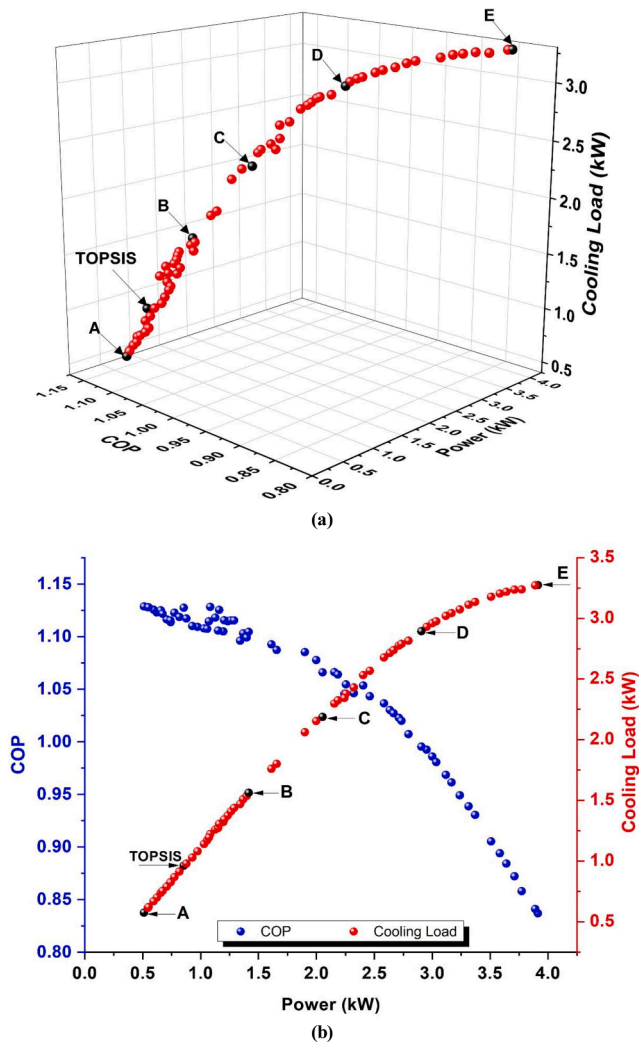 E
D
C
B
TOPSIS
A
3.0
2.5
2.0
1.5
1.0
0.5
Cooling Load (kW)
1.15
1.10
1.05
1.00
0.95
0.90
0.85
0.80
COP
0.0
0.5
1.0
1.5
2.0
2.5
3.0
3.5
4.0
Power (kW)
(a)
1.15
1.10
1.05
1.00
0.95
0.90
0.85
0.80
COP
3.5
3.0
2.5
2.0
1.5
1.0
0.5
Cooling Load (kW)
E
D
C
B
TOPSIS
A
COP Cooling Load
0.0 0.5 1.0 1.5 2.0 2.5 3.0 3.5 4.0
Power (kW)
(b)